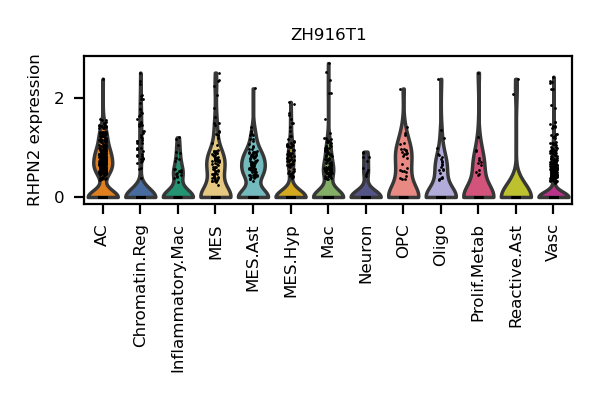 ZH916T1
RHPN2 expression
2
0
AC
Chromatin.Reg
Inflammatory.Mac
MES
MES.Ast
MES.Hyp
Mac
Neuron
OPC
Oligo
Prolif.Metab
Reactive.Ast
Vasc